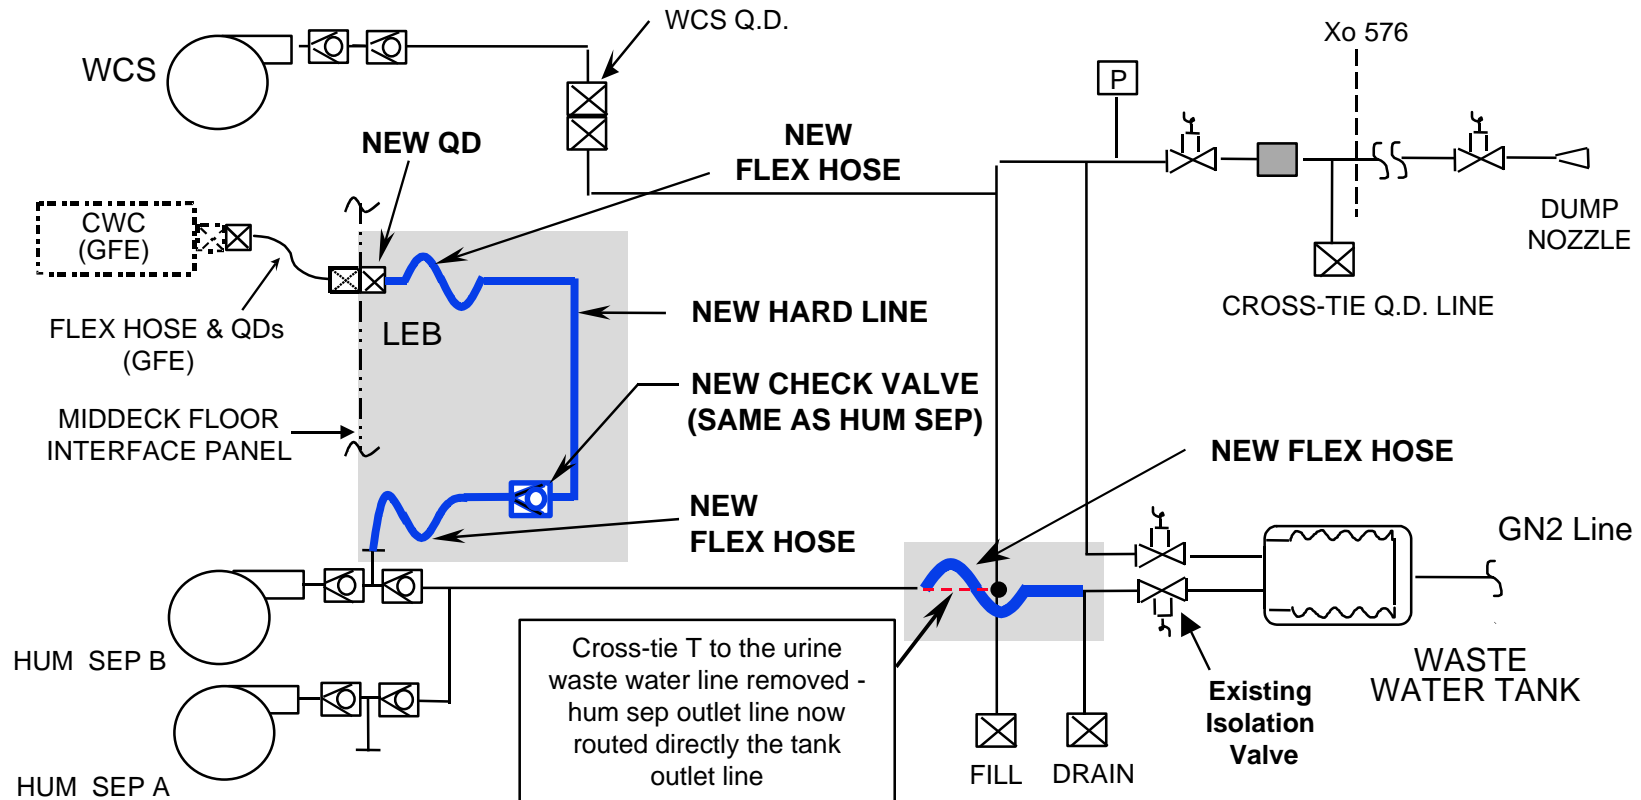 WCS Q.D.
Xo 576
WCS
P
NEW QD
NEW
FLEX HOSE
CWC
(GFE)
DUMP
NOZZLE
CROSS-TIE Q.D. LINE
FLEX HOSE & QDs
(GFE)
LEB
NEW HARD LINE
NEW CHECK VALVE
(SAME AS HUM SEP)
MIDDECK FLOOR
INTERFACE PANEL
NEW FLEX HOSE
NEW
FLEX HOSE
GN2 Line
HUM SEP B
Cross-tie T to the urine
waste water line removed -
hum sep outlet line now
routed directly the tank
outlet line
WASTE
WATER TANK
Existing
Isolation
Valve
FILL
DRAIN
HUM SEP A